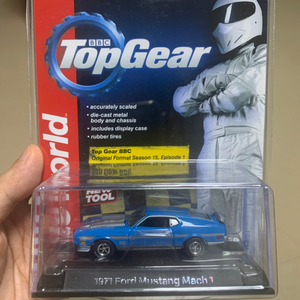 BBC
TopGear
• accurately scaled
• die-cast metal
body and chassis
• includes display case
• rubber tires
Top Gear BBC
Original Format Season 15, Episode 1
world
NEW
TOOL
1971 Ford Mustang Mach 1